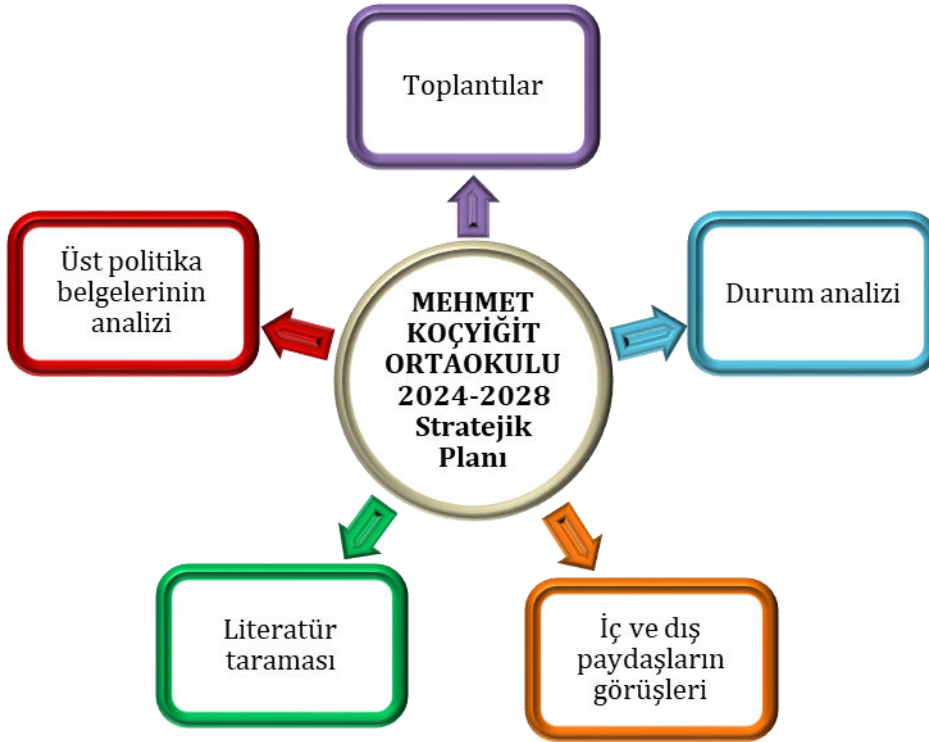 Toplantılar
Üst politika
belgelerinin
analizi
MEHMET
KOÇYİĞİT
ORTAOKULU
2024-2028
Stratejik
Planı
Durum analizi
Literatür
taraması
İç ve dış
paydaşların
görüşleri